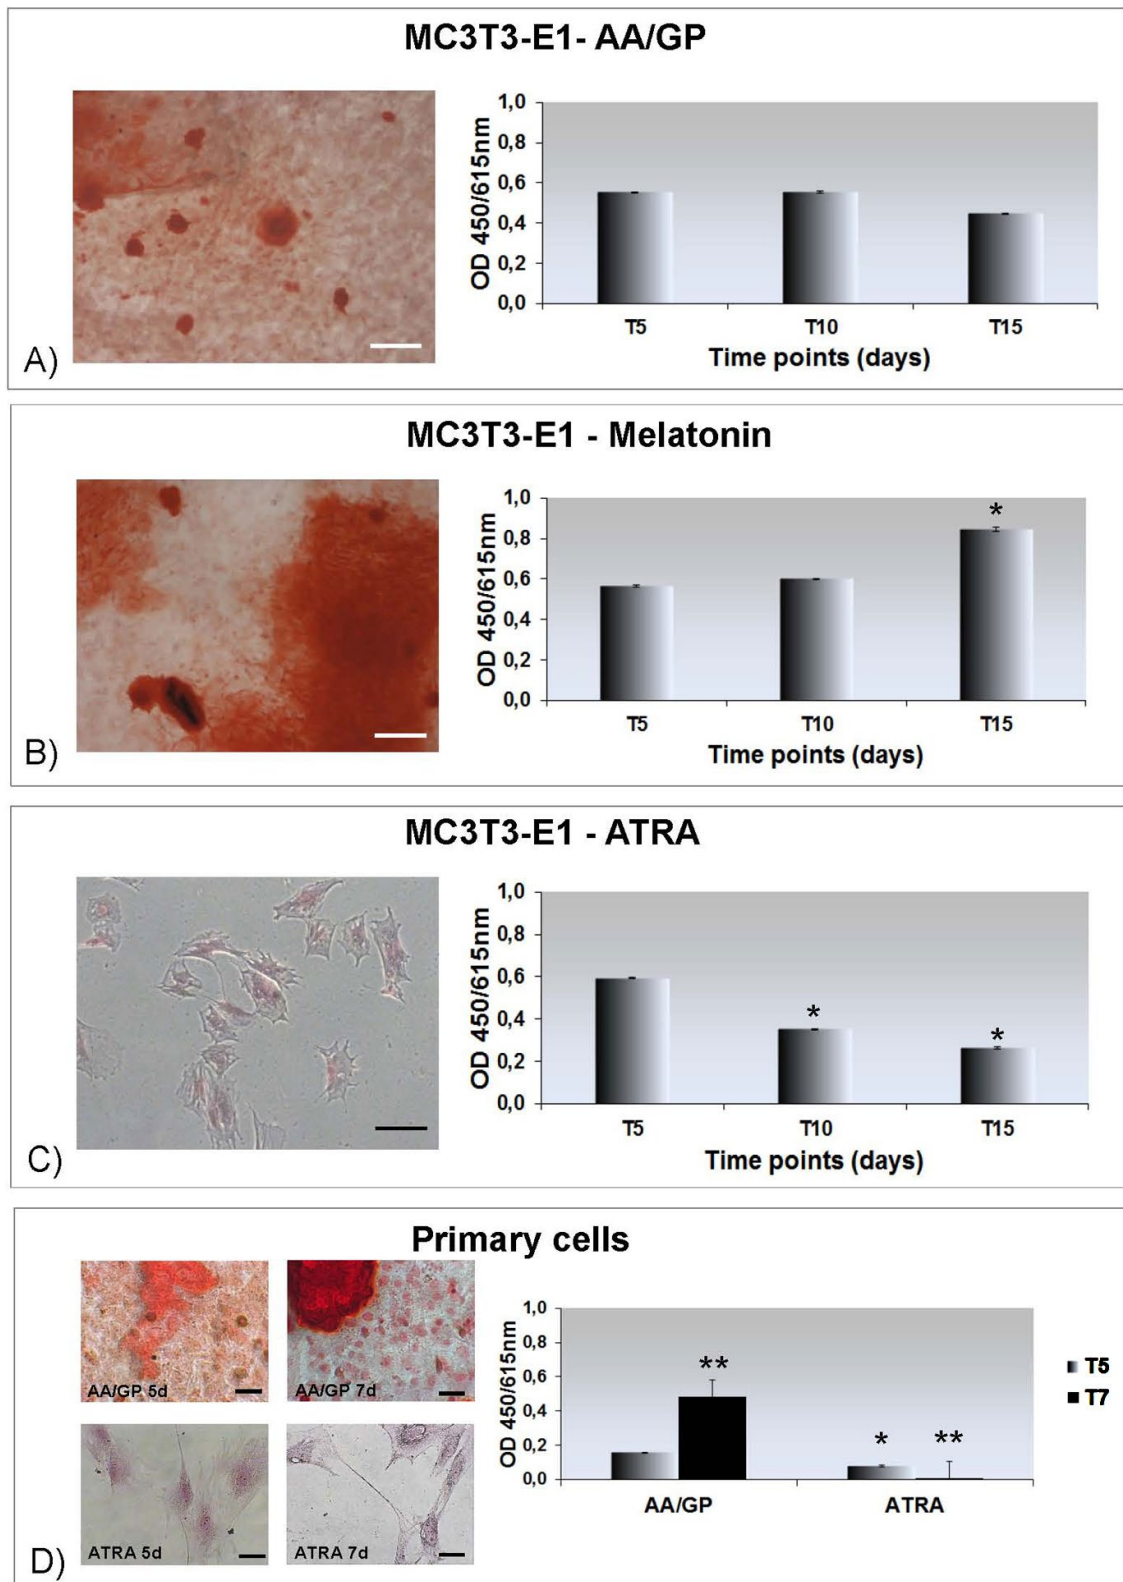 MC3T3-E1- AA/GP
OD 450/615nm
1,0
0,8
0,6
0,4
0,2
0,0
T5 T10 T15
Time points (days)
A)
MC3T3-E1 - Melatonin
OD 450/615nm
1,0
*
0,8
0,6
0,4
0,2
0,0
T5 T10 T15
Time points (days)
B)
MC3T3-E1 - ATRA
OD 450/615nm
1,0
0,8
0,6
0,4
0,2
0,0
* *
T5 T10 T15
Time points (days)
C)
Primary cells
AA/GP 5d AA/GP 7d
ATRA 5d ATRA 7d
OD 450/615nm
1,0
0,8
0,6
0,4
0,2
0,0
** * **
AA/GP ATRA
T5
T7
D)